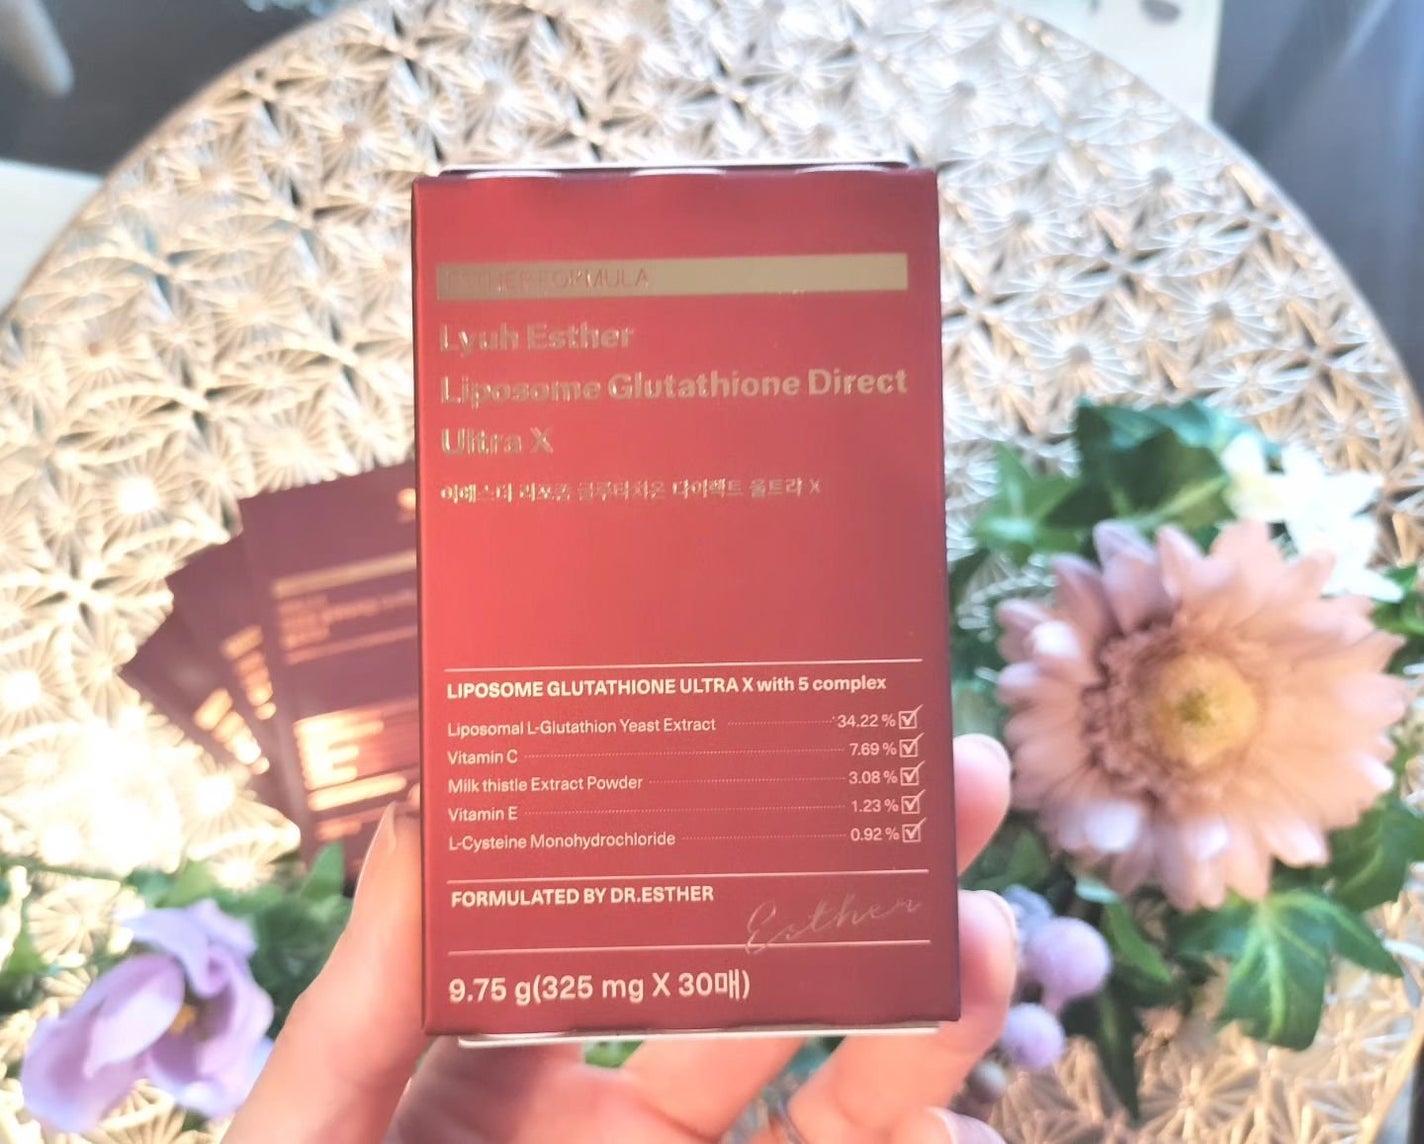 ESTHER FORMULA
Lyuh Esther
Liposome Glutathione Direct
Ultra X
여에스더 리포좀 글루타치온 다이렉트 울트라 X
LIPOSOME GLUTATHIONE ULTRA X with 5 complex
Liposomal L-Glutathion Yeast Extract 34.22 %
Vitamin C 7.69 %
Milk thistle Extract Powder 3.08 %
Vitamin E 1.23 %
L-Cysteine Monohydrochloride 0.92 %
FORMULATED BY DR.ESTHER
Esther
9.75 g(325 mg X 30매)